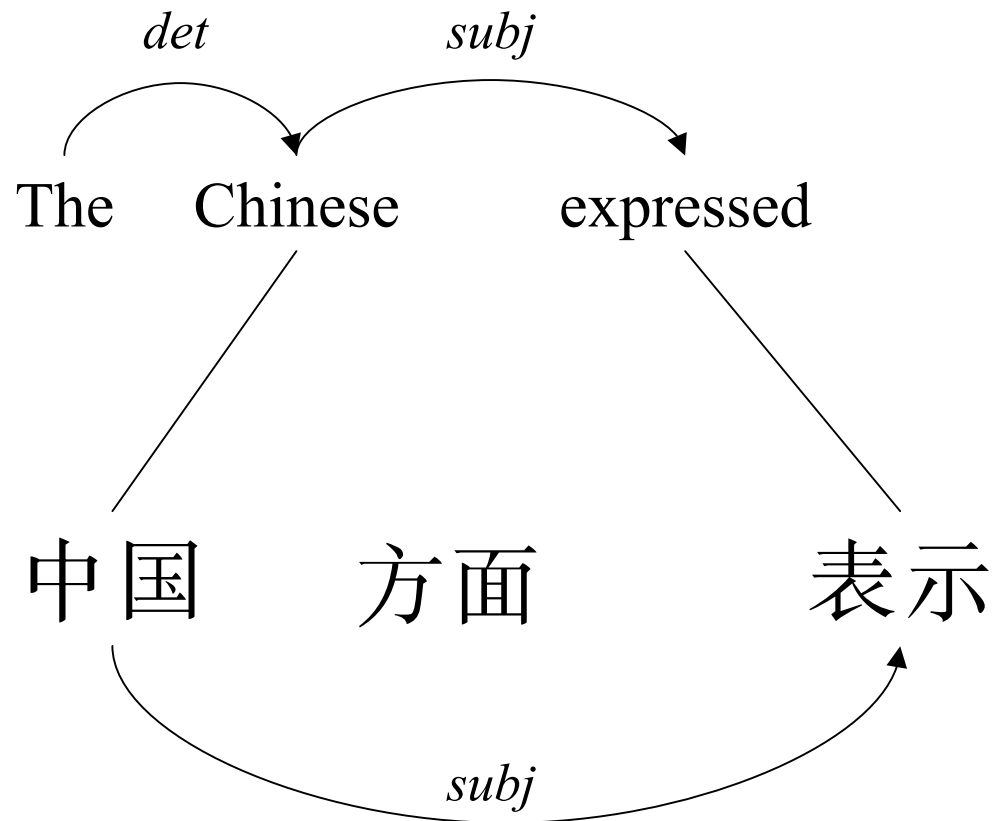 det subj
The Chinese expressed
中国 方面 表示
subj